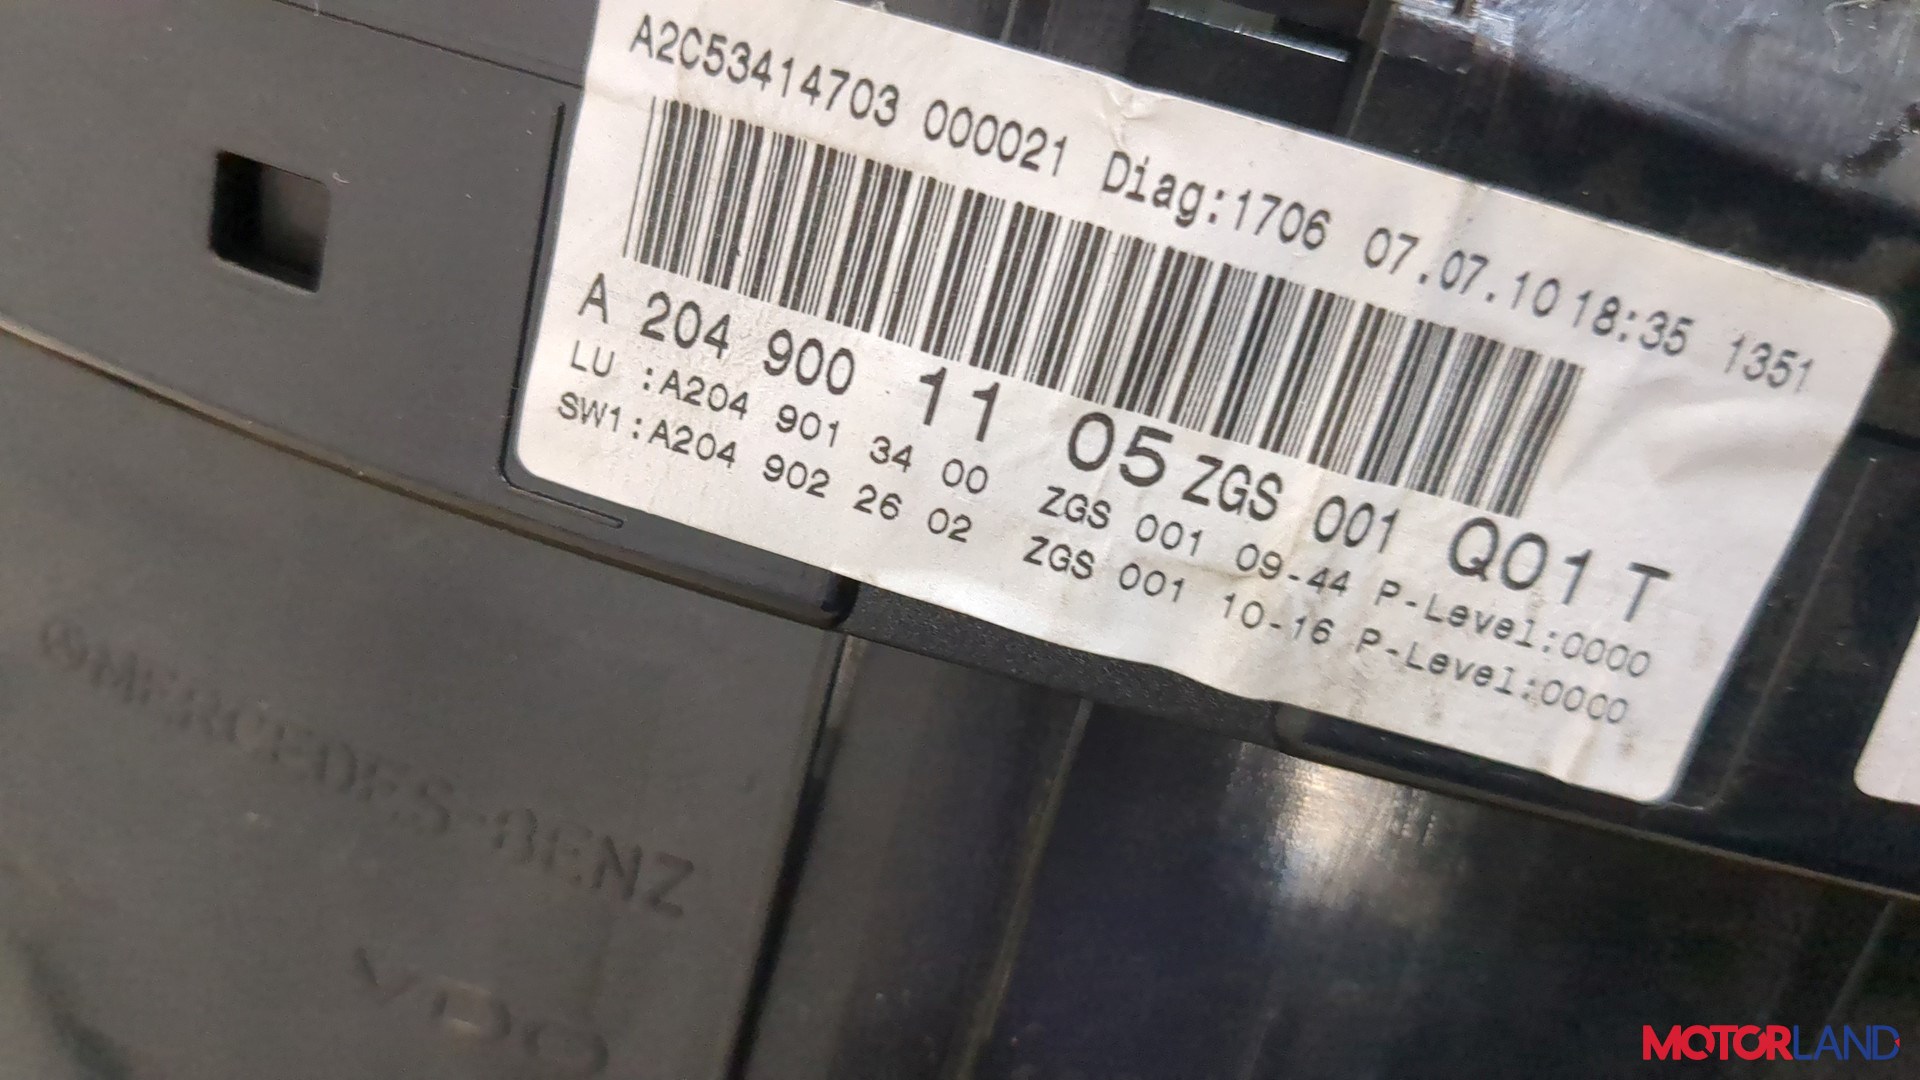 A2C53414703 000021 Diag:1706 07.07.10 18:35 1351
A 204 900 11 05 ZGS 001 Q01 T
LU :A204 901 34 00 ZGS 001 09-44 P-Level:0000
SW1:A204 902 26 02 ZGS 001 10-16 P-Level:0000
MERCEDES-BENZ
VDO
MOTORLAND